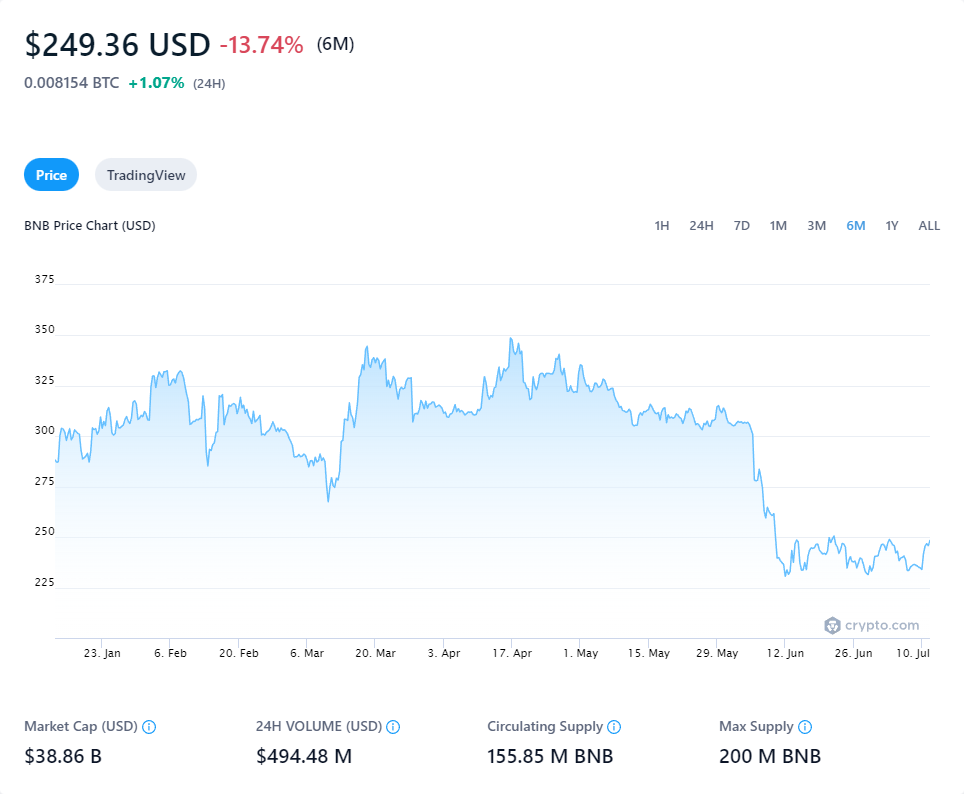 $249.36 USD -13.74% (6M)
0.008154 BTC +1.07% (24H)
Price TradingView
BNB Price Chart (USD) 1H 24H 7D 1M 3M 6M 1Y ALL
375
350
325
300
275
250
225
crypto.com
23. Jan 6. Feb 20. Feb 6. Mar 20. Mar 3. Apr 17. Apr 1. May 15. May 29. May 12. Jun 26. Jun 10. Jul
Market Cap (USD) 24H VOLUME (USD) Circulating Supply Max Supply
$38.86 B $494.48 M 155.85 M BNB 200 M BNB